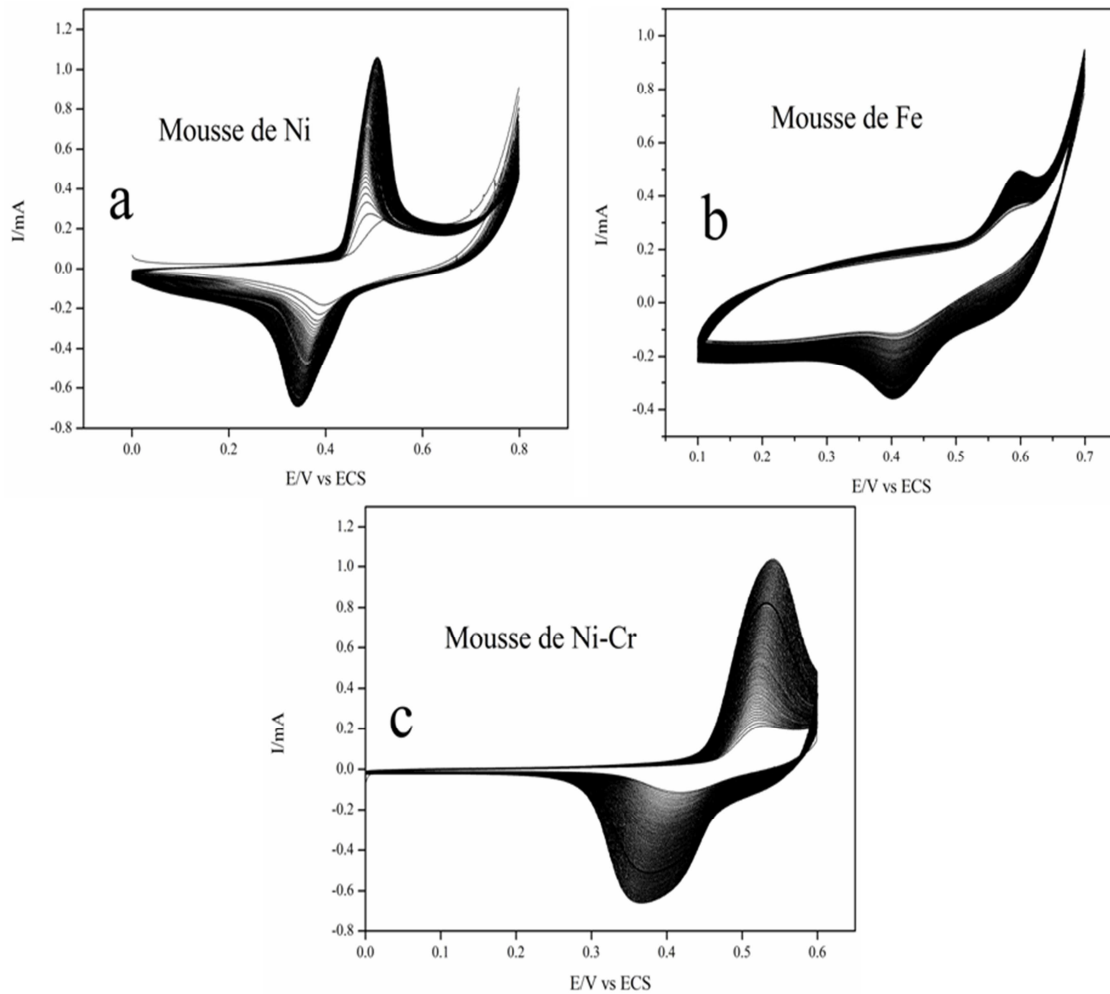 1.2
1.0
0.8
0.6
0.4
0.2
0.0
-0.2
-0.4
-0.6
-0.8
I/mA
Mousse de Ni
a
0.0 0.2 0.4 0.6 0.8
E/V vs ECS
1.0
0.8
0.6
0.4
0.2
0.0
-0.2
-0.4
I/mA
Mousse de Fe
b
0.1 0.2 0.3 0.4 0.5 0.6 0.7
E/V vs ECS
1.2
1.0
0.8
0.6
0.4
0.2
0.0
-0.2
-0.4
-0.6
-0.8
I/mA
Mousse de Ni-Cr
c
0.0 0.1 0.2 0.3 0.4 0.5 0.6
E/V vs ECS